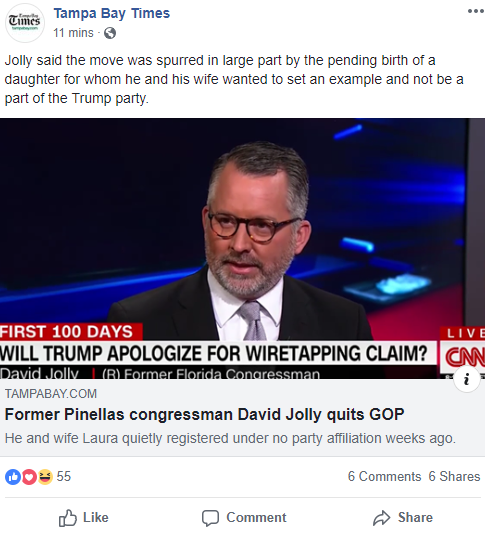 Tampa Bay Times
Tampa Bay Times
11 mins
Jolly said the move was spurred in large part by the pending birth of a
daughter for whom he and his wife wanted to set an example and not be a
part of the Trump party.
FIRST 100 DAYS
LIVE
WILL TRUMP APOLOGIZE FOR WIRETAPPING CLAIM?
CNN
David Jolly | (R) Former Florida Congressman
i
TAMPABAY.COM
Former Pinellas congressman David Jolly quits GOP
He and wife Laura quietly registered under no party affiliation weeks ago.
55
6 Comments 6 Shares
Like Comment Share